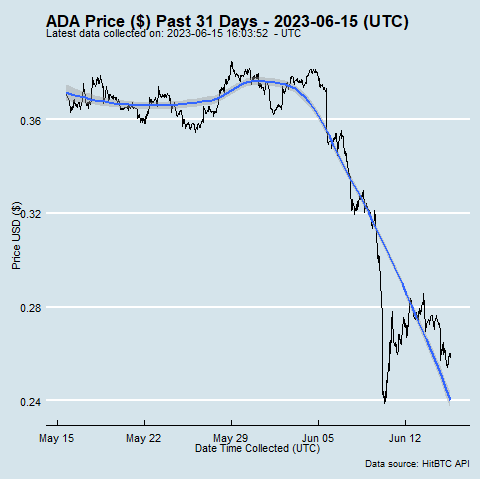 ADA Price ($) Past 31 Days - 2023-06-15 (UTC)
Latest data collected on: 2023-06-15 16:03:52 - UTC
0.36
0.32
0.28
0.24
Price USD ($)
May 15 May 22 May 29 Jun 05 Jun 12
Date Time Collected (UTC)
Data source: HitBTC API